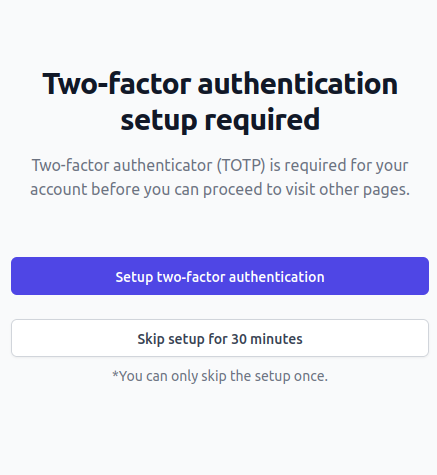 Two-factor authentication
setup required
Two-factor authenticator (TOTP) is required for your
account before you can proceed to visit other pages.
Setup two-factor authentication
Skip setup for 30 minutes
*You can only skip the setup once.